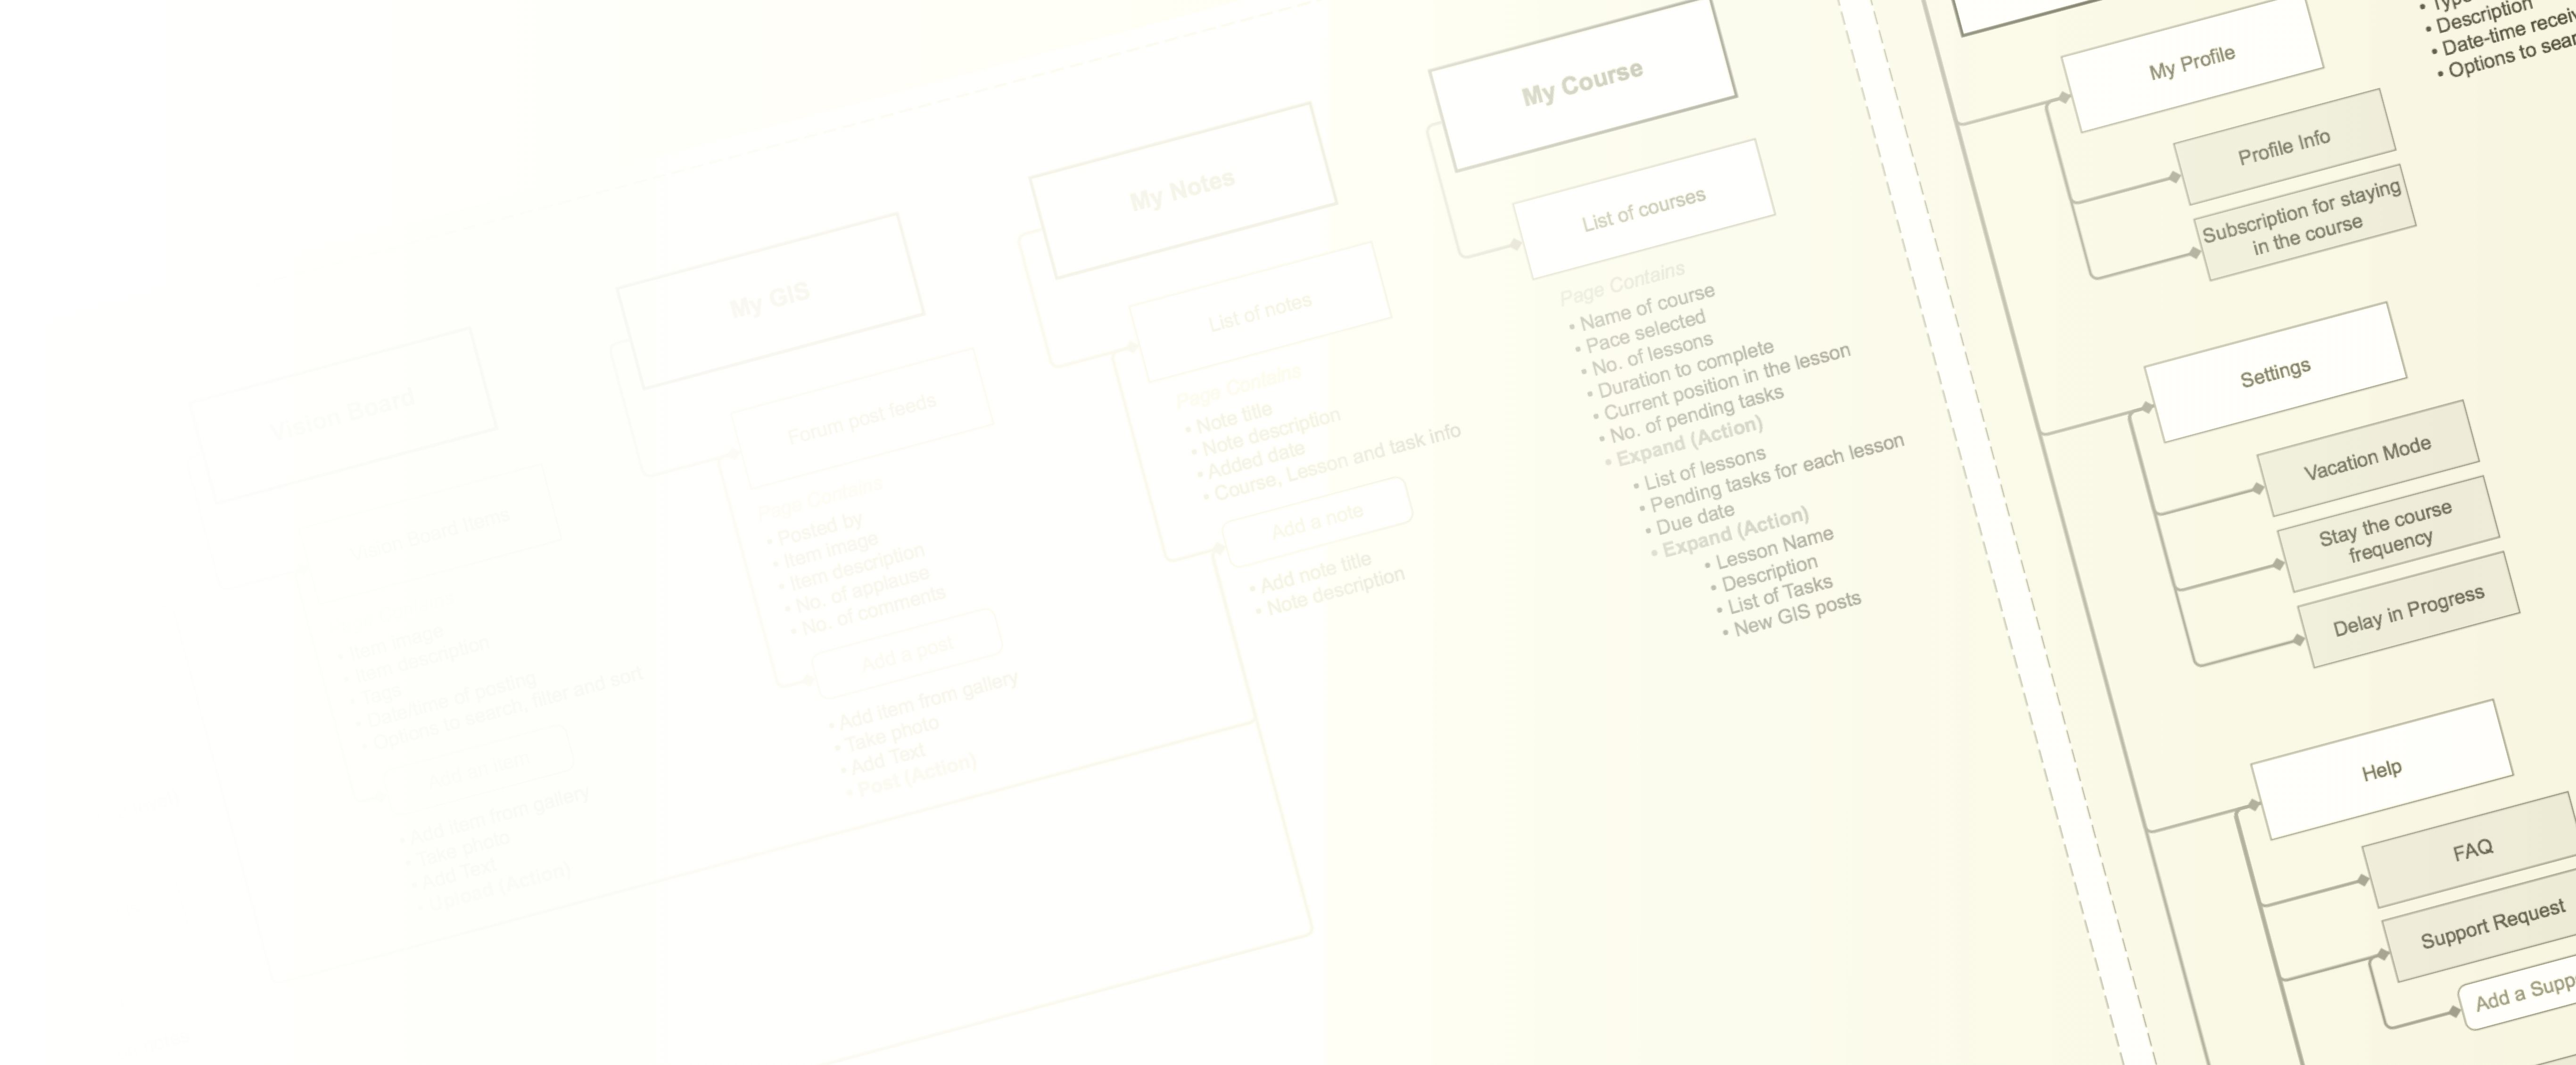 Vision Board
Vision Board items
• Item image
• Item description
• Tags
• Date/time of posting
• Options to search, filter and sort
Add an item
• Add item from gallery
• Take photo
• Add Text
• Upload (Action)
My GIS
Forum post feeds
Page Contains
• Posted by
• Item image
• Item description
• No. of applause
• No. of comments
Add a post
• Add item from gallery
• Take photo
• Add Text
• Post (Action)
My Notes
List of notes
Page Contains
• Note title
• Note description
• Added date
• Course, Lesson and task info
Add a note
• Add note title
• Note description
My Course
List of courses
Page Contains
• Name of course
• Pace selected
• No. of lessons
• Duration to complete
• Current position in the lesson
• No. of pending tasks
• Expand (Action)
• List of lessons
• Pending tasks for each lesson
• Due date
• Expand (Action)
• Lesson Name
• Description
• List of Tasks
• New GIS posts
• Description
• Date-time
• Options to
My Profile
Profile Info
Subscription for staying
in the course
Settings
Vacation Mode
Stay the course
frequency
Delay in Progress
Help
FAQ
Support Request
Add a